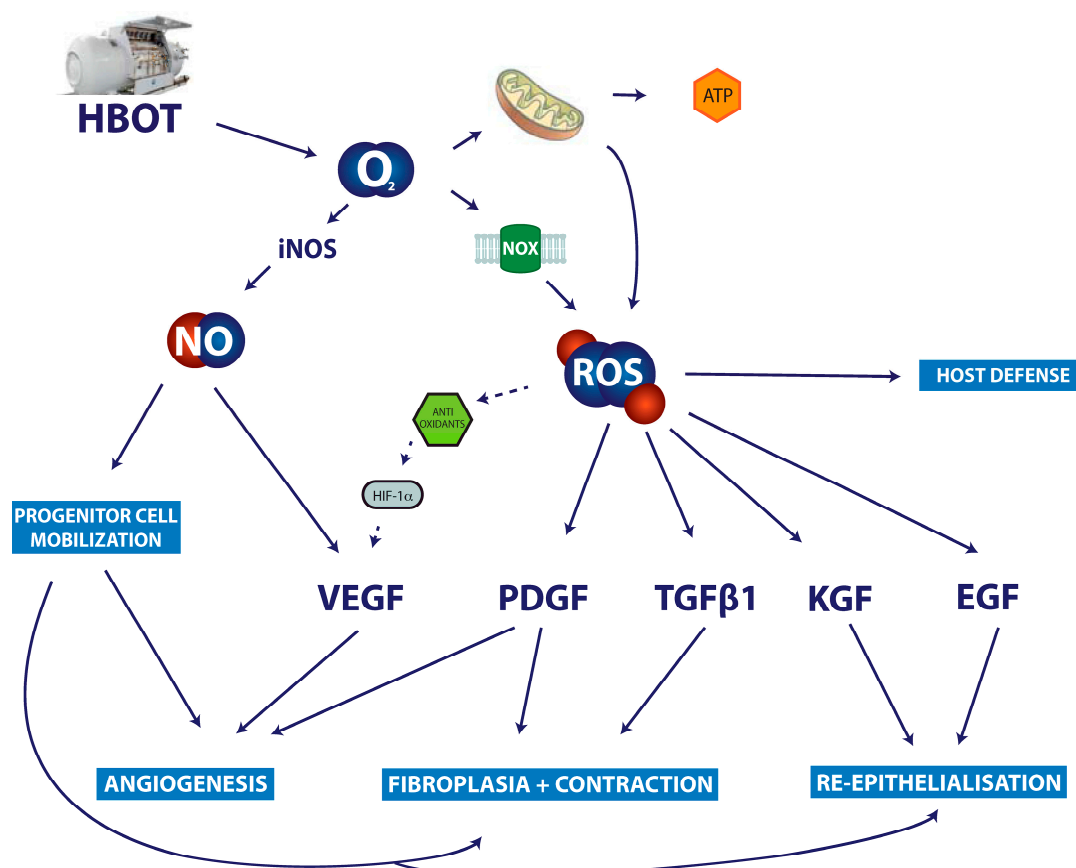 HBOT
ATP
O2
NOX
iNOS
NO
ROS
HOST DEFENSE
ANTI
OXIDANTS
HIF-1α
PROGENITOR CELL
MOBILIZATION
VEGF
PDGF
TGFβ1
KGF
EGF
ANGIOGENESIS
FIBROPLASIA + CONTRACTION
RE-EPITHELIALISATION